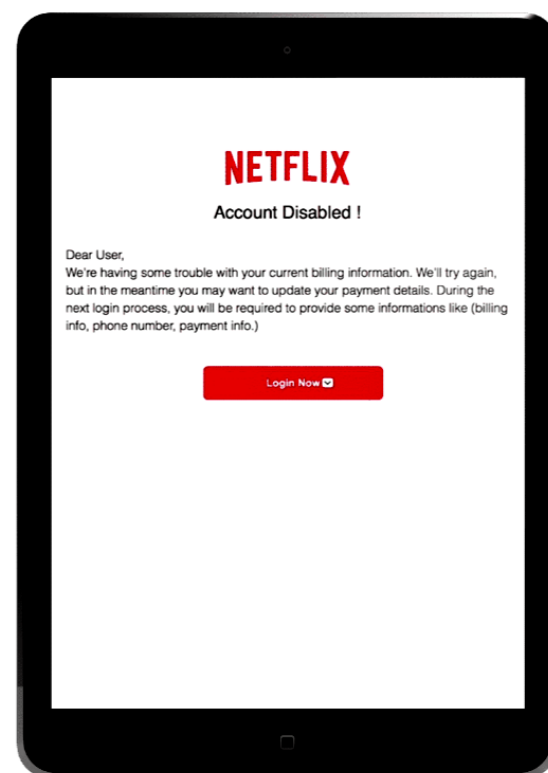 NETFLIX
Account Disabled !
Dear User,
We're having some trouble with your current billing information. We'll try again,
but in the meantime you may want to update your payment details. During the
next login process, you will be required to provide some informations like (billing
info, phone number, payment info.)
Login Now